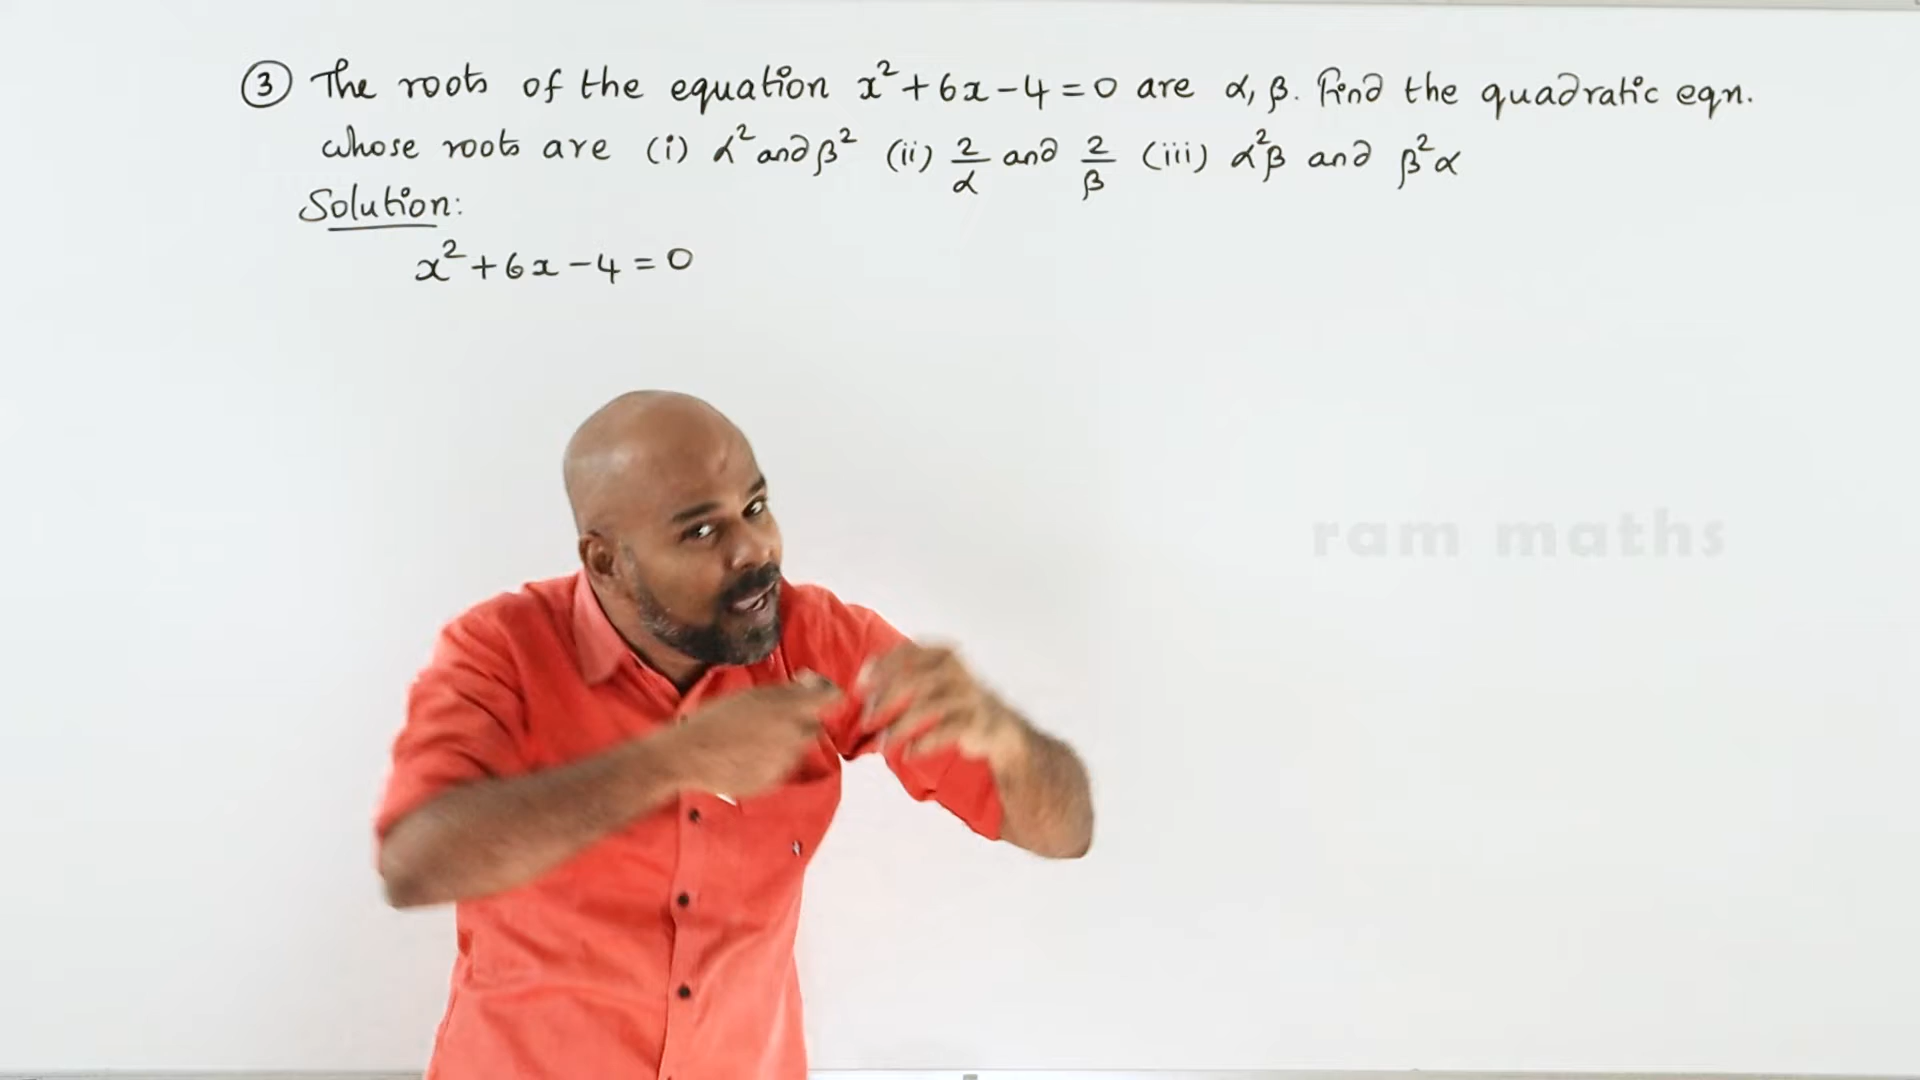 ③ The roots of the equation x²+6x-4=0 are α, β. Find the quadratic eqn.
whose roots are (i) α² and β² (ii) 2/α and 2/β (iii) α²β and β²α
Solution:
x²+6x-4=0
ram maths